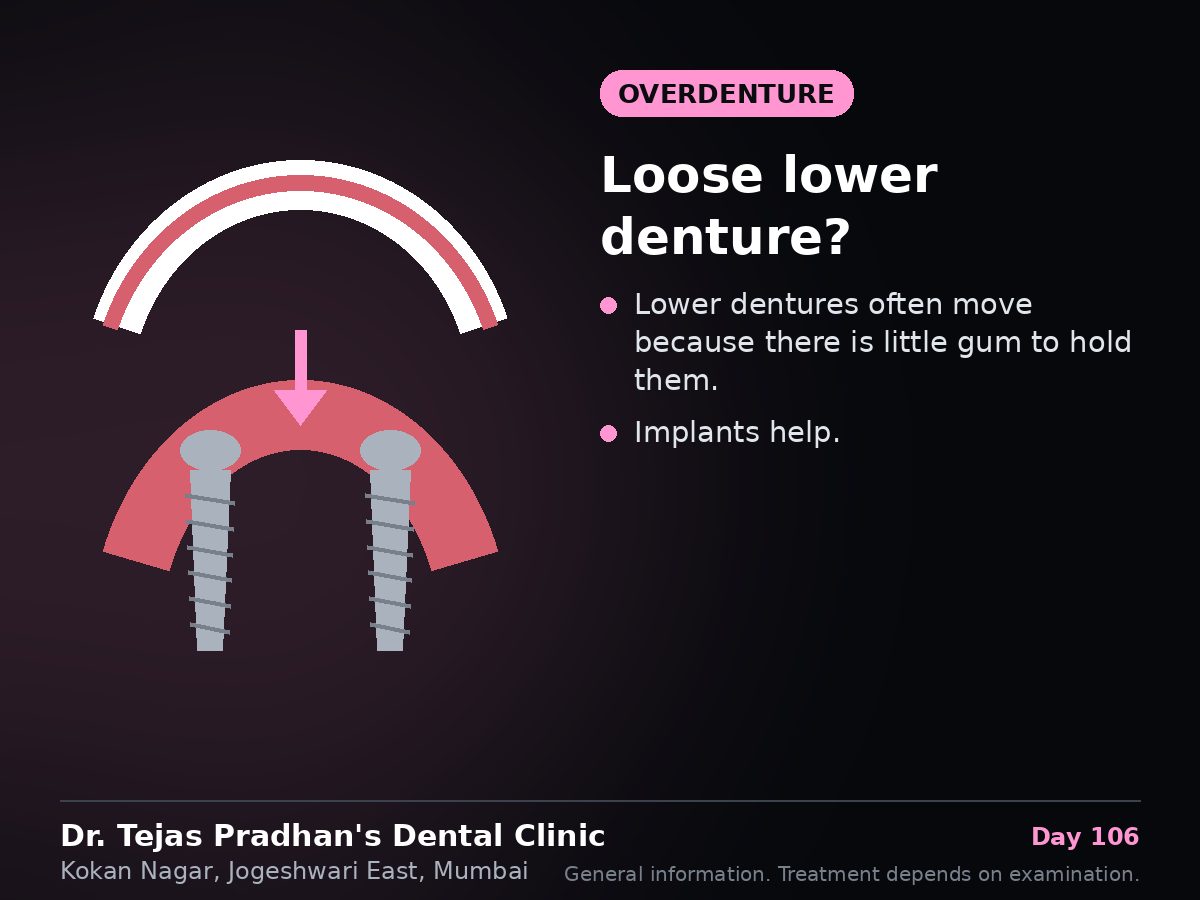 OVERDENTURE
Loose lower
denture?
Lower dentures often move
because there is little gum to hold
them.
Implants help.
Dr. Tejas Pradhan's Dental Clinic
Day 106
Kokan Nagar, Jogeshwari East, Mumbai
General information. Treatment depends on examination.